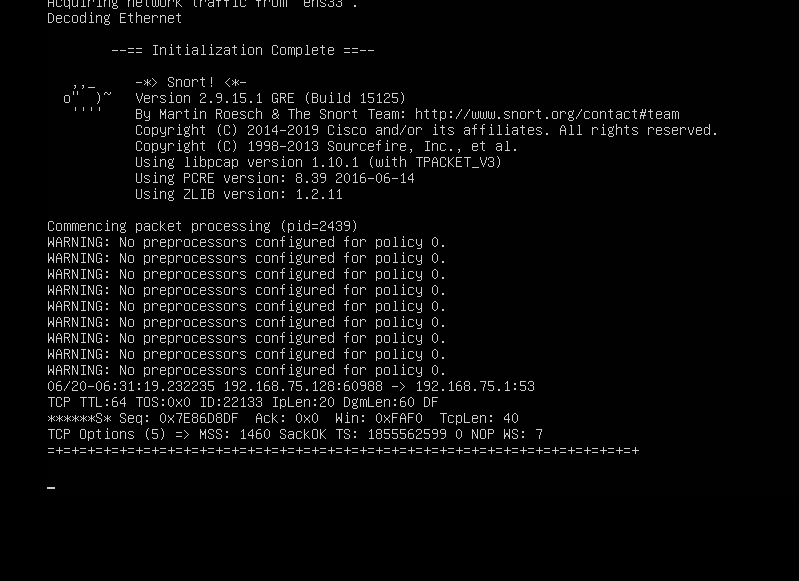 Acquiring network traffic from "ens33".
Decoding Ethernet
--== Initialization Complete ==--
,,_     -*> Snort! <*-
o"  )~   Version 2.9.15.1 GRE (Build 15125)
''''    By Martin Roesch & The Snort Team: http://www.snort.org/contact#team
Copyright (C) 2014-2019 Cisco and/or its affiliates. All rights reserved.
Copyright (C) 1998-2013 Sourcefire, Inc., et al.
Using libpcap version 1.10.1 (with TPACKET_V3)
Using PCRE version: 8.39 2016-06-14
Using ZLIB version: 1.2.11
Commencing packet processing (pid=2439)
WARNING: No preprocessors configured for policy 0.
WARNING: No preprocessors configured for policy 0.
WARNING: No preprocessors configured for policy 0.
WARNING: No preprocessors configured for policy 0.
WARNING: No preprocessors configured for policy 0.
WARNING: No preprocessors configured for policy 0.
WARNING: No preprocessors configured for policy 0.
WARNING: No preprocessors configured for policy 0.
WARNING: No preprocessors configured for policy 0.
06/20-06:31:19.232235 192.168.75.128:60988 -> 192.168.75.1:53
TCP TTL:64 TOS:0x0 ID:22133 IpLen:20 DgmLen:60 DF
******S* Seq: 0x7E86D8DF  Ack: 0x0  Win: 0xFAF0  TcpLen: 40
TCP Options (5) => MSS: 1460 SackOK TS: 1855562599 0 NOP WS: 7
=+=+=+=+=+=+=+=+=+=+=+=+=+=+=+=+=+=+=+=+=+=+=+=+=+=+=+=+=+=+=+=+=+=+=+=+=+